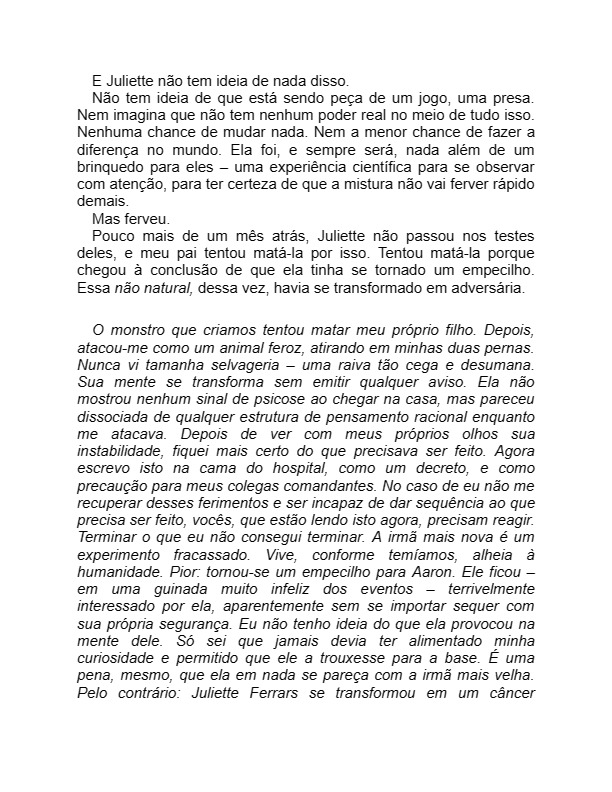 E Juliette não tem ideia de nada disso.
Não tem ideia de que está sendo peça de um jogo, uma presa.
Nem imagina que não tem nenhum poder real no meio de tudo isso.
Nenhuma chance de mudar nada. Nem a menor chance de fazer a
diferença no mundo. Ela foi, e sempre será, nada além de um
brinquedo para eles – uma experiência científica para se observar
com atenção, para ter certeza de que a mistura não vai ferver rápido
demais.
Mas ferveu.
Pouco mais de um mês atrás, Juliette não passou nos testes
deles, e meu pai tentou matá-la por isso. Tentou matá-la porque
chegou à conclusão de que ela tinha se tornado um empecilho.
Essa não natural, dessa vez, havia se transformado em adversária.
O monstro que criamos tentou matar meu próprio filho. Depois,
atacou-me como um animal feroz, atirando em minhas duas pernas.
Nunca vi tamanha selvageria – uma raiva tão cega e desumana.
Sua mente se transforma sem emitir qualquer aviso. Ela não
mostrou nenhum sinal de psicose ao chegar na casa, mas pareceu
dissociada de qualquer estrutura de pensamento racional enquanto
me atacava. Depois de ver com meus próprios olhos sua
instabilidade, fiquei mais certo do que precisava ser feito. Agora
escrevo isto na cama do hospital, como um decreto, e como
precaução para meus colegas comandantes. No caso de eu não me
recuperar desses ferimentos e ser incapaz de dar sequência ao que
precisa ser feito, vocês, que estão lendo isto agora, precisam reagir.
Terminar o que eu não consegui terminar. A irmã mais nova é um
experimento fracassado. Vive, conforme temíamos, alheia à
humanidade. Pior: tornou-se um empecilho para Aaron. Ele ficou –
em uma guinada muito infeliz dos eventos – terrivelmente
interessado por ela, aparentemente sem se importar sequer com
sua própria segurança. Eu não tenho ideia do que ela provocou na
mente dele. Só sei que jamais devia ter alimentado minha
curiosidade e permitido que ele a trouxesse para a base. É uma
pena, mesmo, que ela em nada se pareça com a irmã mais velha.
Pelo contrário: Juliette Ferrars se transformou em um câncer